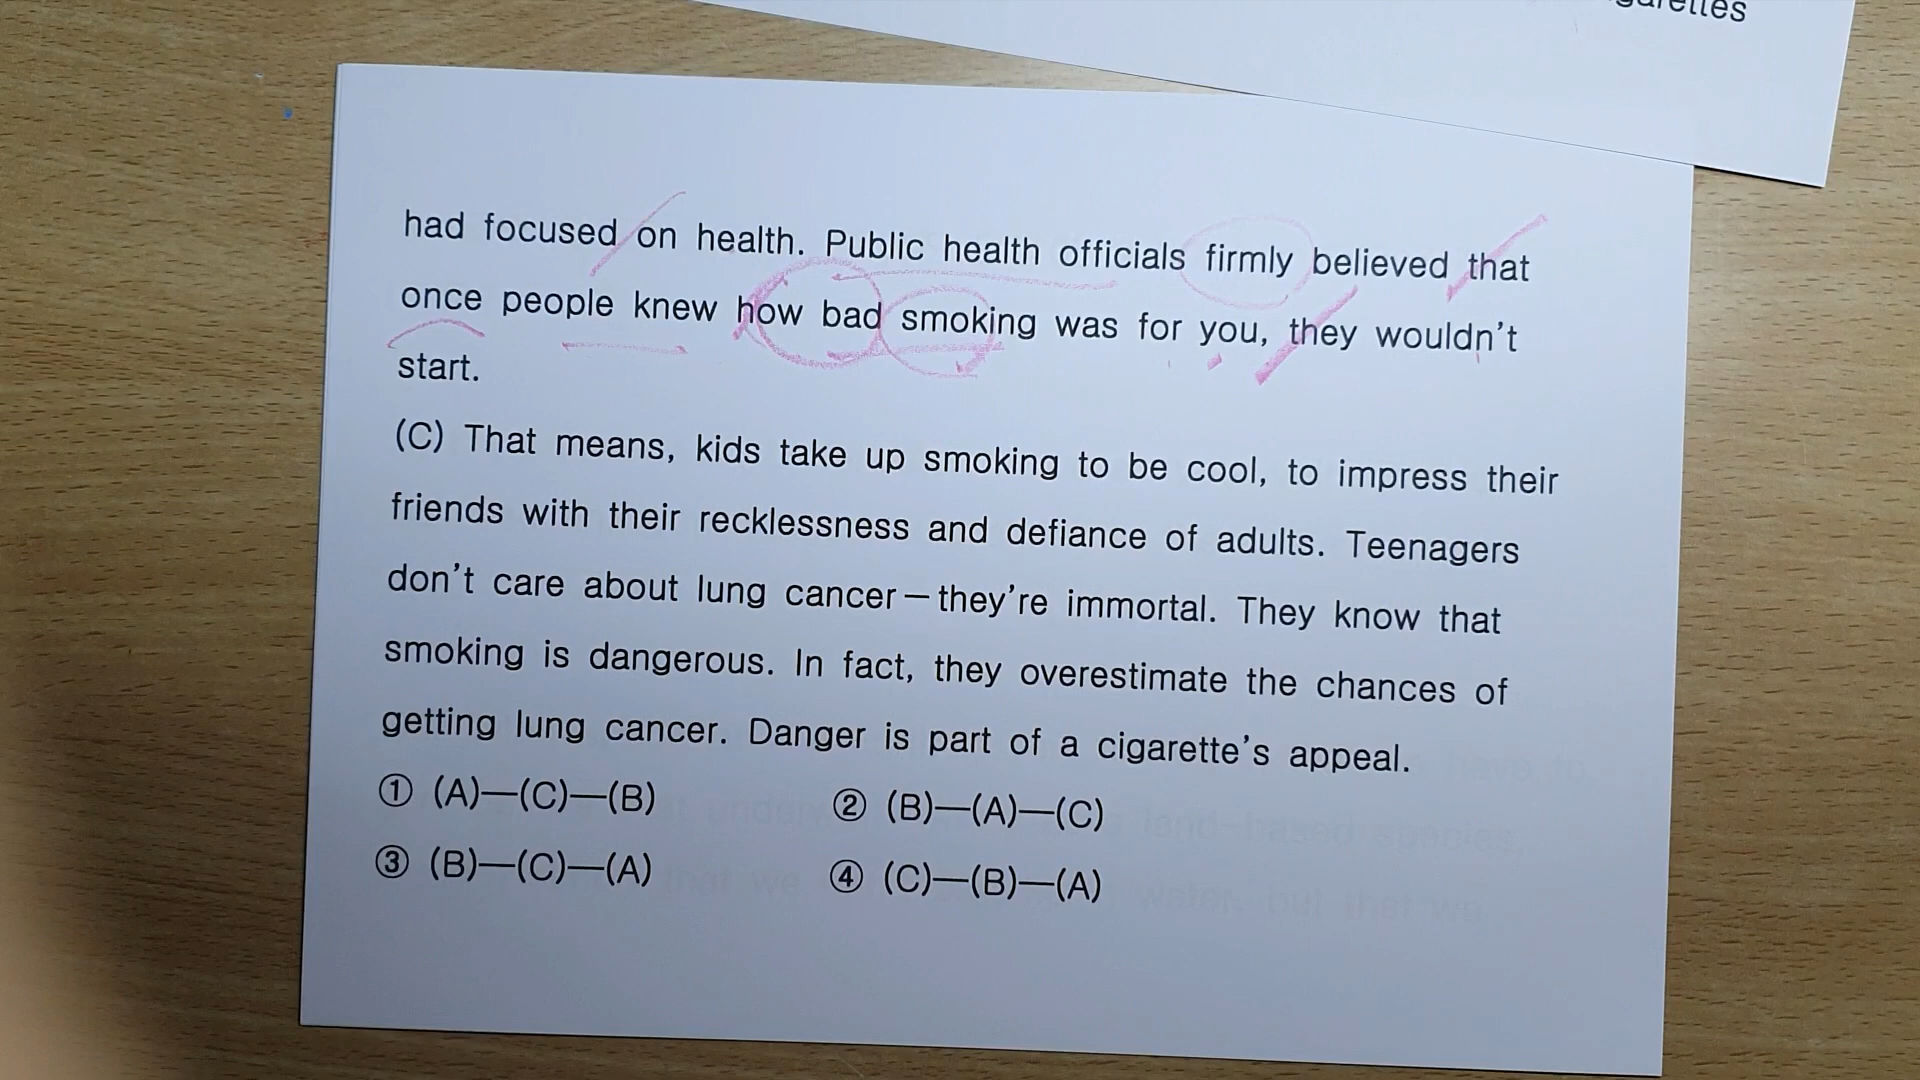 had focused on health. Public health officials firmly believed that
once people knew how bad smoking was for you, they wouldn't
start.
(C) That means, kids take up smoking to be cool, to impress their
friends with their recklessness and defiance of adults. Teenagers
don't care about lung cancer — they're immortal. They know that
smoking is dangerous. In fact, they overestimate the chances of
getting lung cancer. Danger is part of a cigarette's appeal.
① (A)—(C)—(B) ② (B)—(A)—(C)
③ (B)—(C)—(A) ④ (C)—(B)—(A)